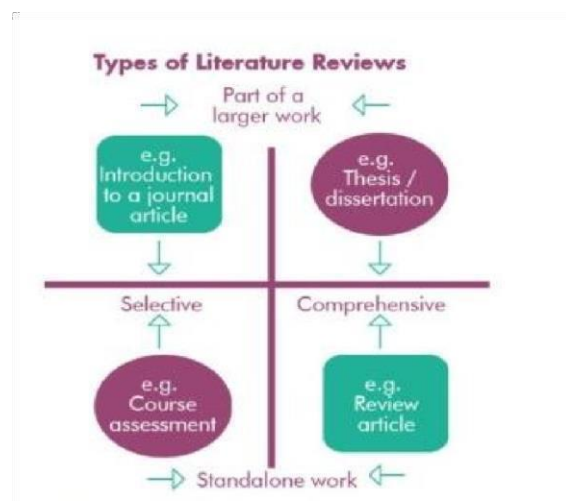 Types of Literature Reviews
Part of a
larger work
e.g.
Introduction
to a journal
article
e.g.
Thesis /
dissertation
Selective
Comprehensive
e.g.
Course
assessment
e.g.
Review
article
Standalone work